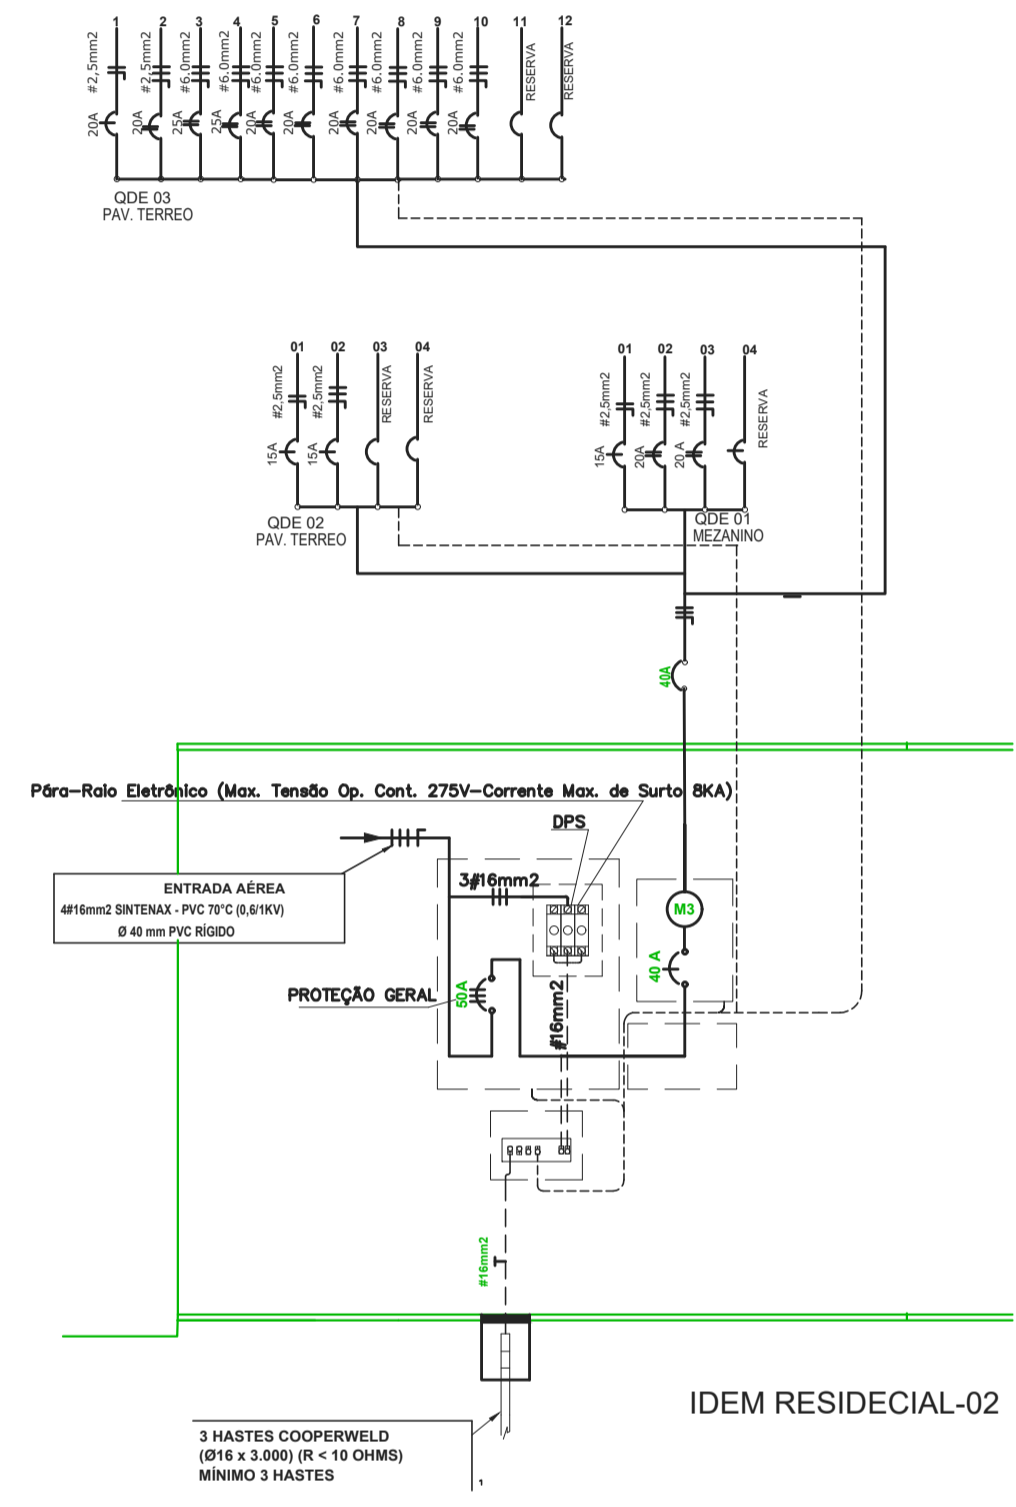 1 2 3 4 5 6 7 8 9 10 11 12
#2,5mm2 #2,5mm2 #6.0mm2 #6.0mm2 #6.0mm2 #6.0mm2 #6.0mm2 #6.0mm2 #6.0mm2 #6.0mm2 RESERVA RESERVA
20A 20A 25A 25A 20A 20A 20A 20A 20A 20A
QDE 03
PAV. TERREO
01 02 03 04
#2,5mm2 #2,5mm2 RESERVA RESERVA
15A 15A
QDE 02
PAV. TERREO
01 02 03 04
#2,5mm2 #2,5mm2 #2,5mm2 RESERVA
15A 20A 20 A
QDE 01
MEZANINO
40A
Pára-Raio Eletrônico (Max. Tensão Op. Cont. 275V-Corrente Max. de Surto 8KA)
DPS
3#16mm2
ENTRADA AÉREA
4#16mm2 SINTENAX - PVC 70°C (0,6/1KV)
Ø 40 mm PVC RÍGIDO
M3
40 A
PROTEÇÃO GERAL
50A
#16mm2
#16mm2
IDEM RESIDECIAL-02
3 HASTES COOPERWELD
(Ø16 x 3.000) (R < 10 OHMS)
MÍNIMO 3 HASTES
1